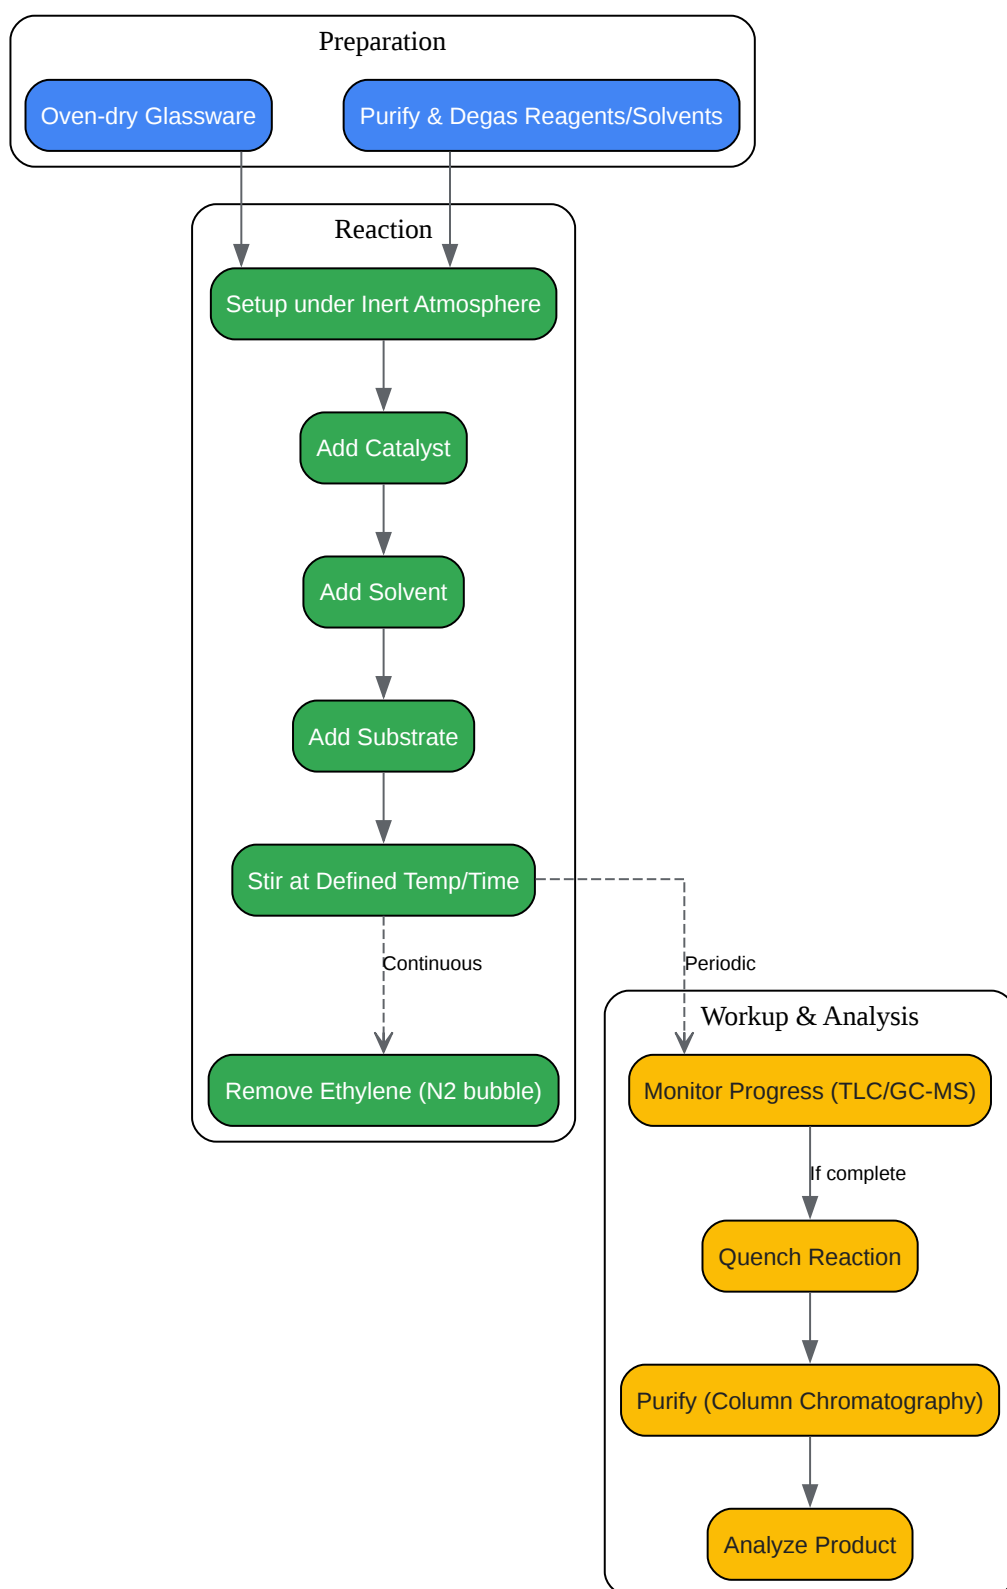 Preparation
Oven-dry Glassware
Purify & Degas Reagents/Solvents
Reaction
Setup under Inert Atmosphere
Add Catalyst
Add Solvent
Add Substrate
Stir at Defined Temp/Time
Continuous
Periodic
Remove Ethylene (N2 bubble)
Workup & Analysis
Monitor Progress (TLC/GC-MS)
If complete
Quench Reaction
Purify (Column Chromatography)
Analyze Product